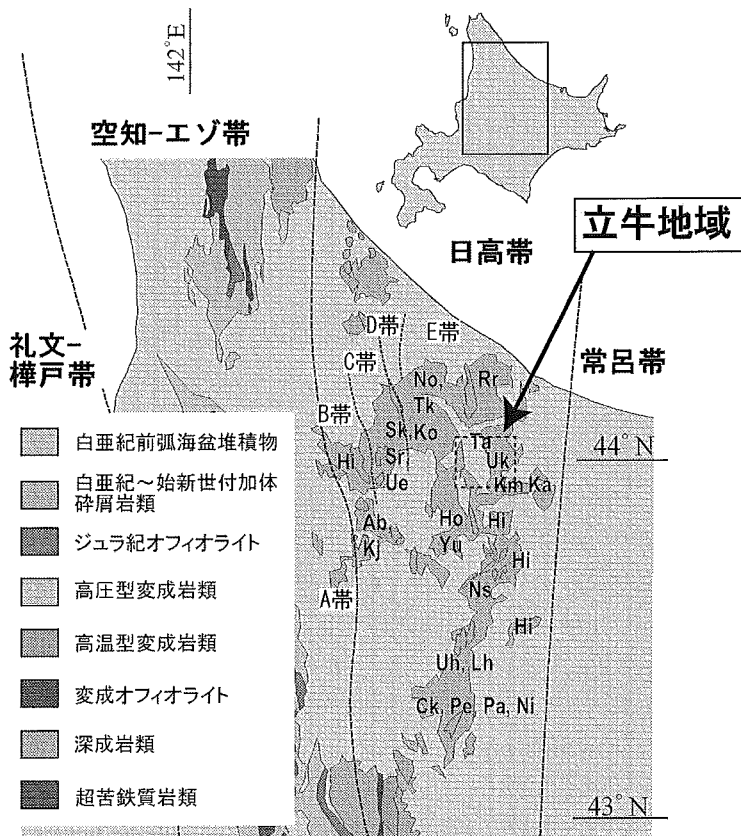 142°E
空知-エゾ帯
日高帯
立牛地域
礼文-
樺戸帯
常呂帯
D帯
E帯
C帯
B帯
A帯
No,
Tk
Ko
Rr
Sk
Sr
Ue
Hi
Ta
Uk
Km Ka
Ab,
Kj
Ho
Yu
Hi
Hi
Ns
Hi
Uh, Lh
Ck, Pe, Pa, Ni
44°N
43°N
白亜紀前弧海盆堆積物
白亜紀～始新世付加体
砕屑岩類
ジュラ紀オフィオライト
高圧型変成岩類
高温型変成岩類
変成オフィオライト
深成岩類
超苦鉄質岩類